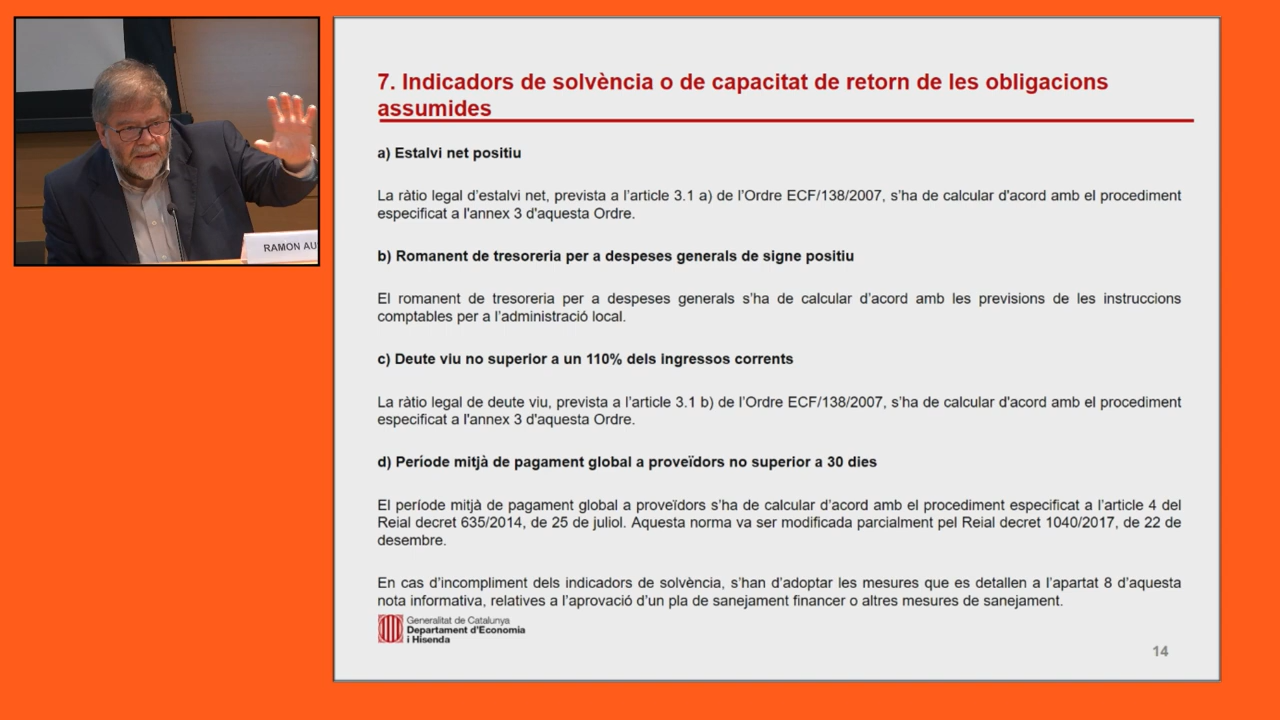 RAMON AU
7. Indicadors de solvència o de capacitat de retorn de les obligacions
assumides
a) Estalvi net positiu
La ràtio legal d’estalvi net, prevista a l’article 3.1 a) de l’Ordre ECF/138/2007, s’ha de calcular d'acord amb el procediment
especificat a l'annex 3 d'aquesta Ordre.
b) Romanent de tresoreria per a despeses generals de signe positiu
El romanent de tresoreria per a despeses generals s’ha de calcular d’acord amb les previsions de les instruccions
comptables per a l’administració local.
c) Deute viu no superior a un 110% dels ingressos corrents
La ràtio legal de deute viu, prevista a l’article 3.1 b) de l’Ordre ECF/138/2007, s’ha de calcular d'acord amb el procediment
especificat a l'annex 3 d'aquesta Ordre.
d) Període mitjà de pagament global a proveïdors no superior a 30 dies
El període mitjà de pagament global a proveïdors s’ha de calcular d’acord amb el procediment especificat a l’article 4 del
Reial decret 635/2014, de 25 de juliol. Aquesta norma va ser modificada parcialment pel Reial decret 1040/2017, de 22 de
desembre.
En cas d’incompliment dels indicadors de solvència, s’han d’adoptar les mesures que es detallen a l’apartat 8 d’aquesta
nota informativa, relatives a l’aprovació d’un pla de sanejament financer o altres mesures de sanejament.
Generalitat de Catalunya
Departament d'Economia
i Hisenda
14